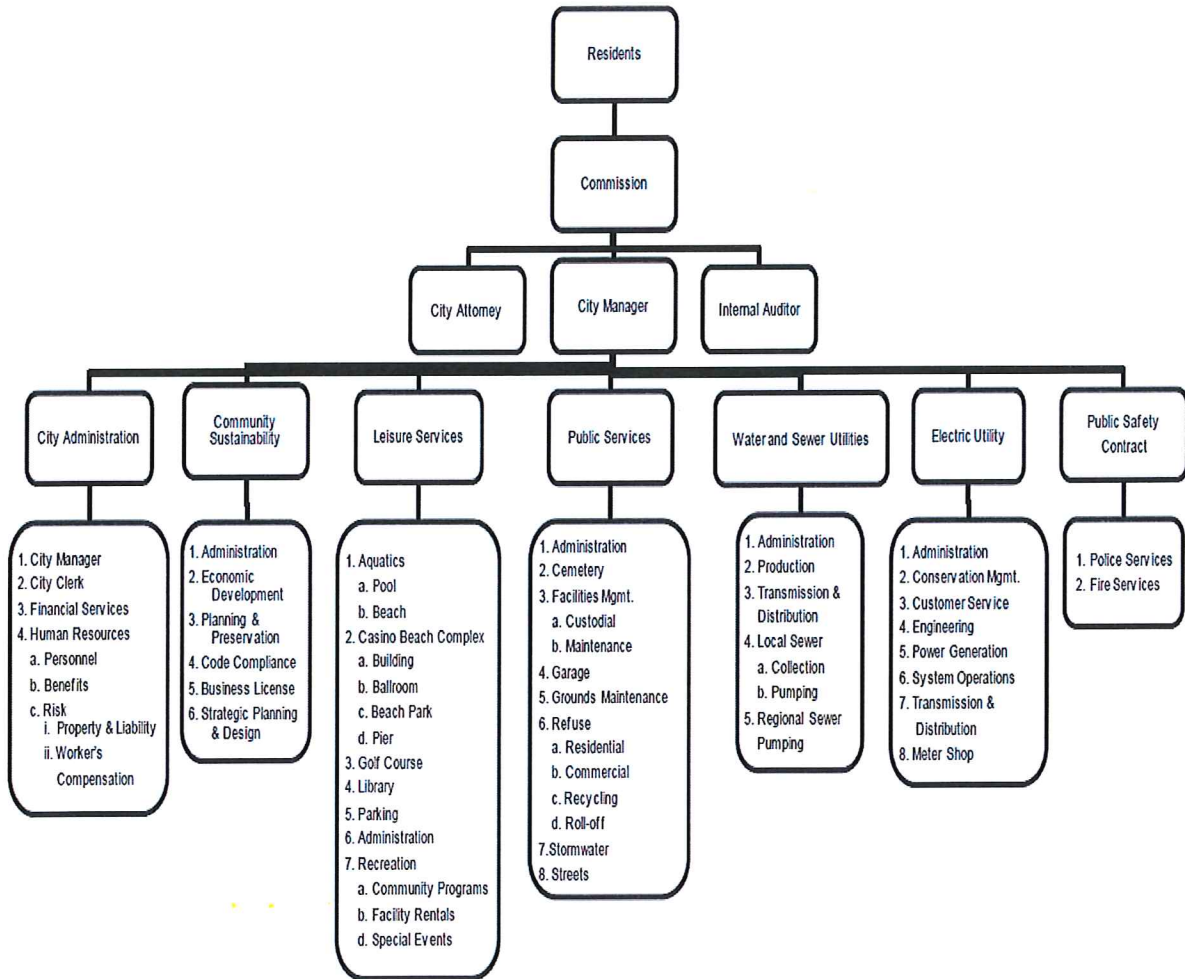 Residents
Commission
City Attorney
City Manager
Internal Auditor
City Administration
Community
Sustainability
Leisure Services
Public Services
Water and Sewer Utilities
Electric Utility
Public Safety
Contract
1. City Manager
2. City Clerk
3. Financial Services
4. Human Resources
a. Personnel
b. Benefits
c. Risk
i. Property & Liability
ii. Worker's
Compensation
1. Administration
2. Economic
Development
3. Planning &
Preservation
4. Code Compliance
5. Business License
6. Strategic Planning
& Design
1. Aquatics
a. Pool
b. Beach
2. Casino Beach Complex
a. Building
b. Ballroom
c. Beach Park
d. Pier
3. Golf Course
4. Library
5. Parking
6. Administration
7. Recreation
a. Community Programs
b. Facility Rentals
d. Special Events
1. Administration
2. Cemetery
3. Facilities Mgmt.
a. Custodial
b. Maintenance
4. Garage
5. Grounds Maintenance
6. Refuse
a. Residential
b. Commercial
c. Recycling
d. Roll-off
7.Stormwater
8. Streets
1. Administration
2. Production
3. Transmission &
Distribution
4. Local Sewer
a. Collection
b. Pumping
5. Regional Sewer
Pumping
1. Administration
2. Conservation Mgmt.
3. Customer Service
4. Engineering
5. Power Generation
6. System Operations
7. Transmission &
Distribution
8. Meter Shop
1. Police Services
2. Fire Services